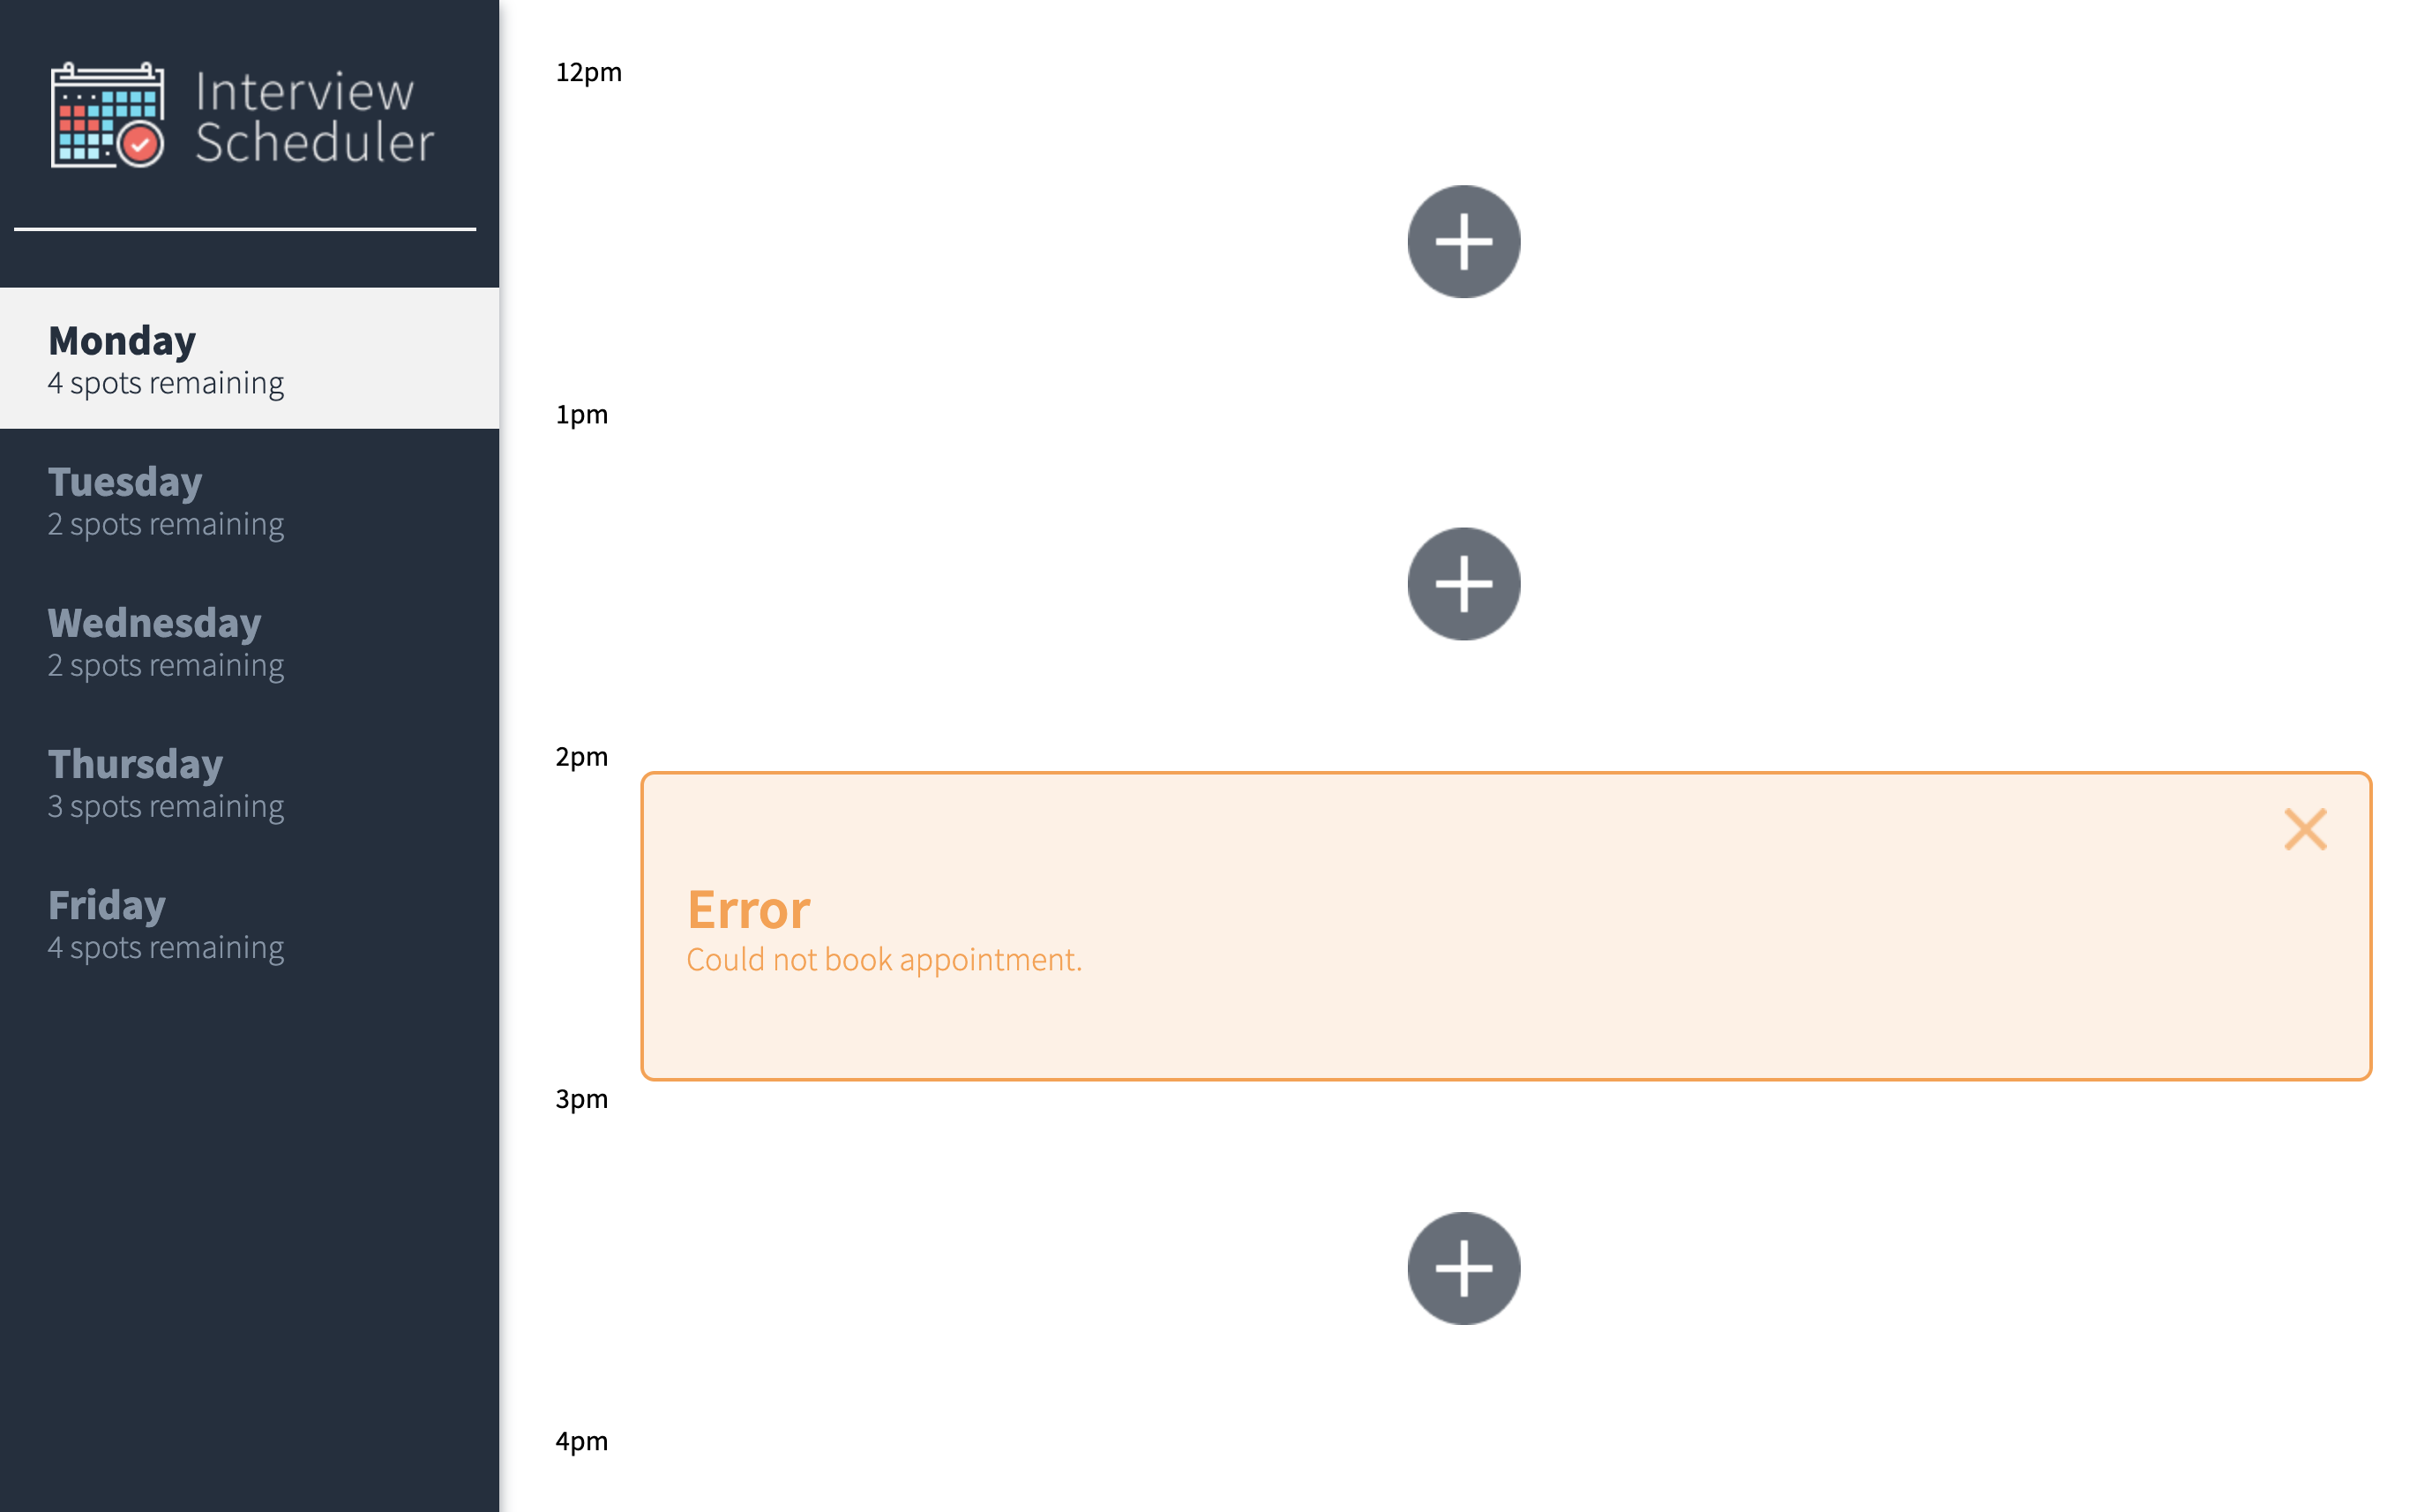 Interview
Scheduler
Monday
4 spots remaining
Tuesday
2 spots remaining
Wednesday
2 spots remaining
Thursday
3 spots remaining
Friday
4 spots remaining
12pm
1pm
2pm
Error
Could not book appointment.
3pm
4pm